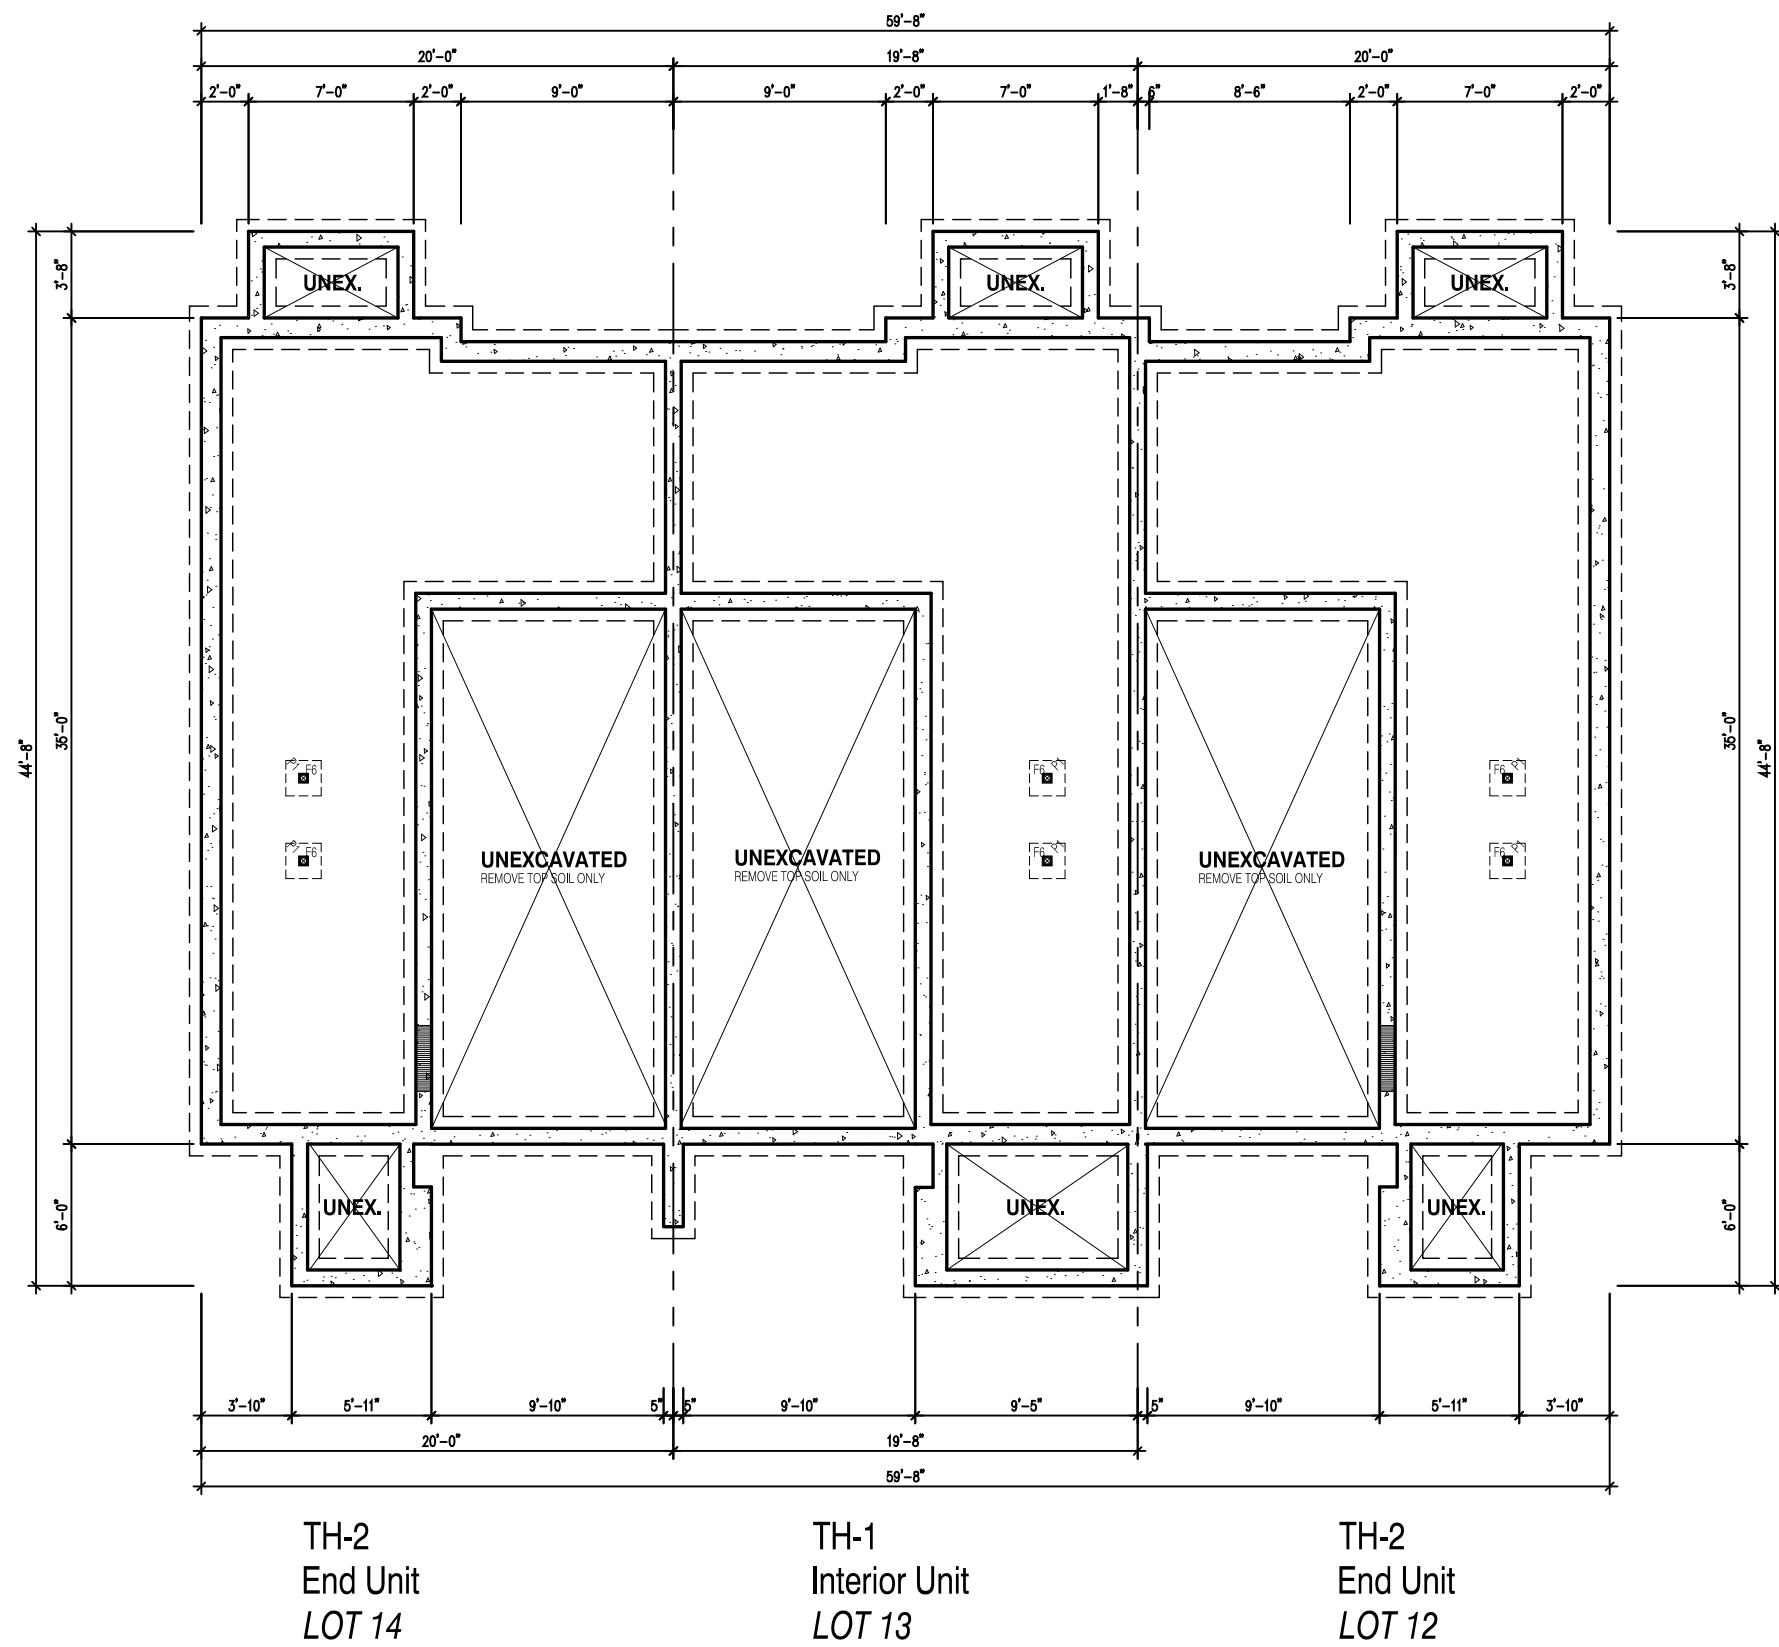 59'-8"
20'-0" 19'-8" 20'-0"
2'-0" 7'-0" 2'-0" 9'-0" 9'-0" 2'-0" 7'-0" 1'-8" 6" 8'-6" 2'-0" 7'-0" 2'-0"
3'-8" 3'-8"
UNEX. UNEX. UNEX.
35'-0" 35'-0"
44'-8" 44'-8"
F6 P1 F6 P1 F6 P1
F6 P1 F6 P1 F6 P1
UNEXCAVATED UNEXCAVATED UNEXCAVATED
REMOVE TOP SOIL ONLY REMOVE TOP SOIL ONLY REMOVE TOP SOIL ONLY
6'-0" 6'-0"
UNEX. UNEX. UNEX.
3'-10" 5'-11" 9'-10" 5" 5" 9'-10" 9'-5" 5" 9'-10" 5'-11" 3'-10"
20'-0" 19'-8"
59'-8"
TH-2
End Unit
LOT 14
TH-1
Interior Unit
LOT 13
TH-2
End Unit
LOT 12